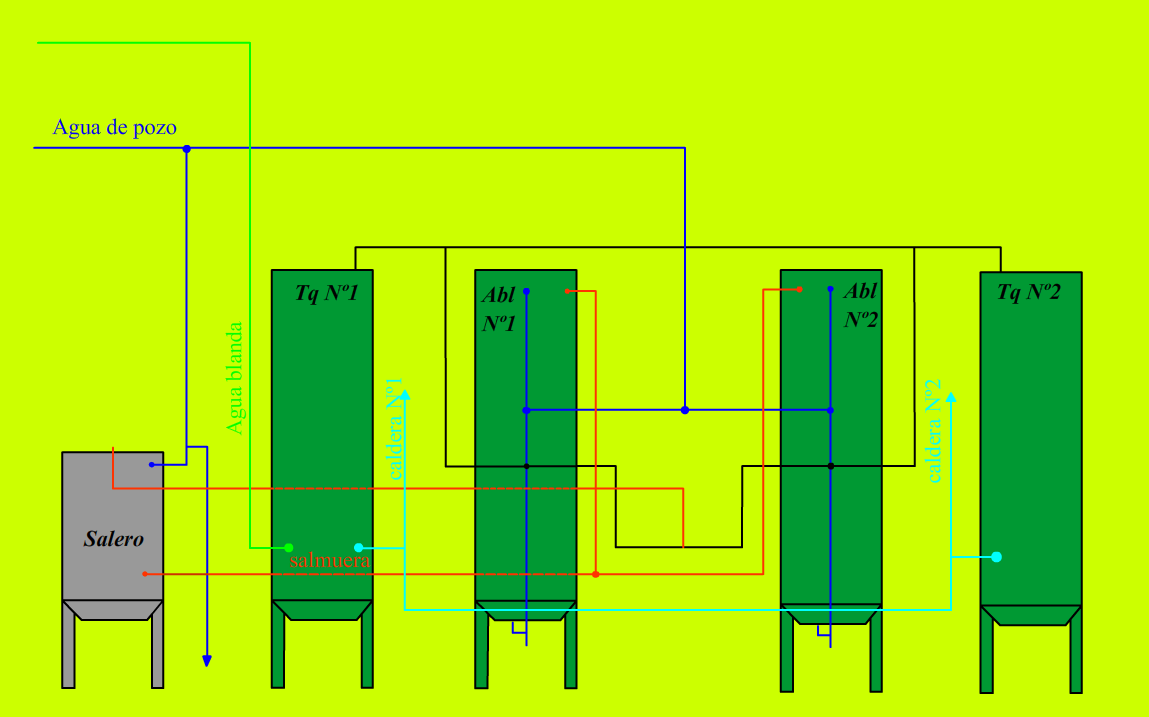 Agua de pozo
Tq Nº1
Abl
Nº1
Abl
Nº2
Tq Nº2
Agua blanda
caldera Nº1
caldera Nº2
Salero
salmuera